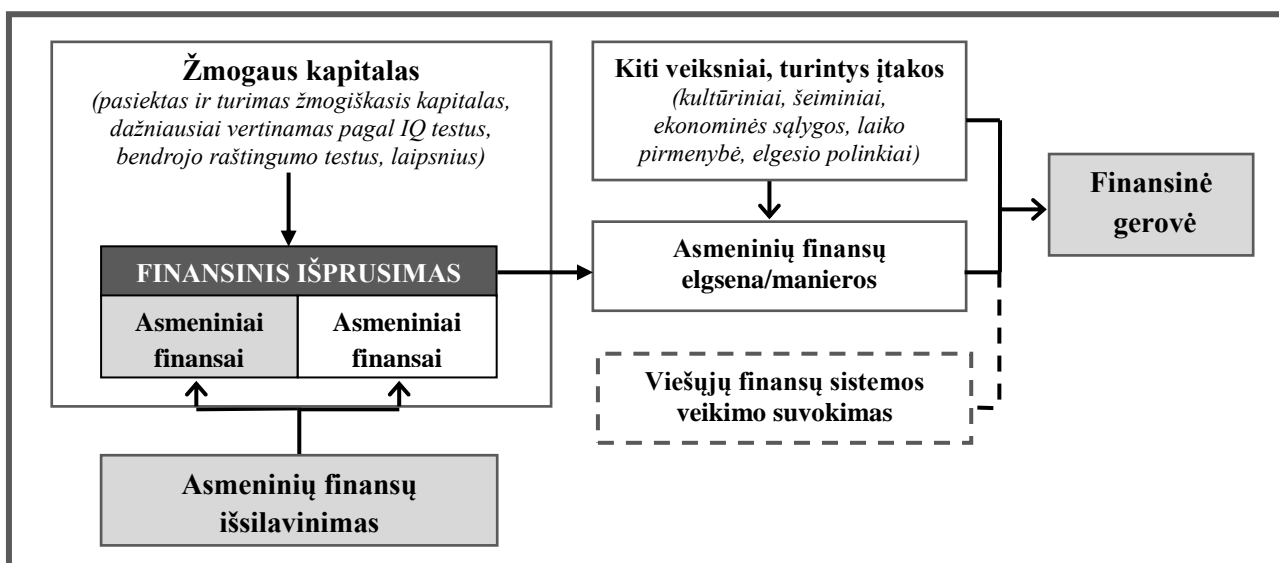 Žmogaus kapitalas
(pasiektas ir turimas žmogiškasis kapitalas,
dažniausiai vertinamas pagal IQ testus,
bendrojo raštingumo testus, laipsnius)
FINANSINIS IŠPRUSIMAS
Asmeniniai
finansai
Asmeniniai
finansai
Asmeninių finansų
išsilavinimas
Kiti veiksniai, turintys įtakos
(kultūriniai, šeiminiai,
ekonominės sąlygos, laiko
pirmenybė, elgesio polinkiai)
Asmeninių finansų
elgsena/manieros
Viešųjų finansų sistemos
veikimo suvokimas
Finansinė
gerovė